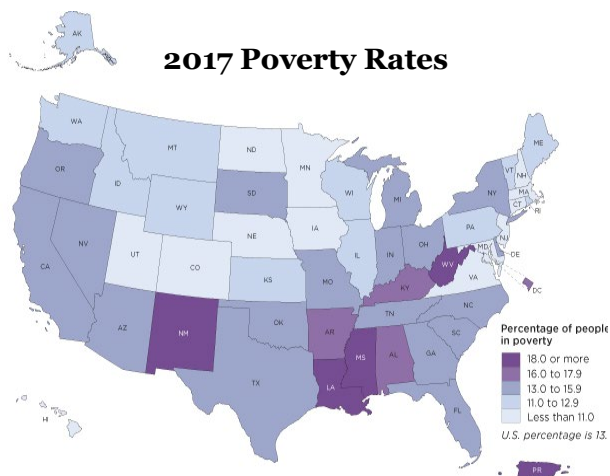 2017 Poverty Rates
AK
WA
MT
ND
MN
ME
VT
NH
OR
ID
SD
WI
MI
NY
MA
CT
RI
WY
IA
PA
NJ
NE
NV
UT
CO
IL
IN
OH
MD
DE
WV
VA
DC
CA
KS
MO
KY
NC
TN
AZ
NM
OK
AR
SC
MS
AL
GA
TX
LA
FL
HI
Percentage of people
in poverty
18.0 or more
16.0 to 17.9
13.0 to 15.9
11.0 to 12.9
Less than 11.0
U.S. percentage is 13.
PR